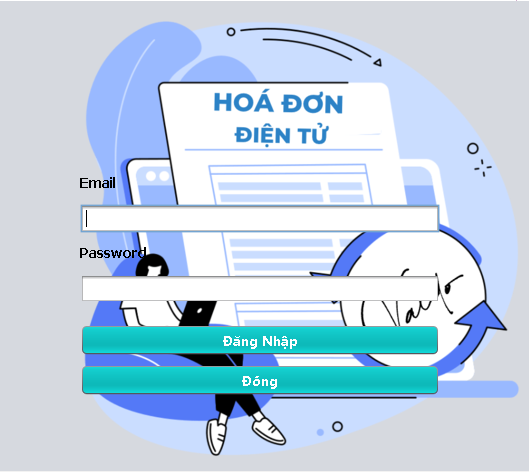 HOÁ ĐƠN
ĐIỆN TỬ
Email
Password
Đăng Nhập
Đóng